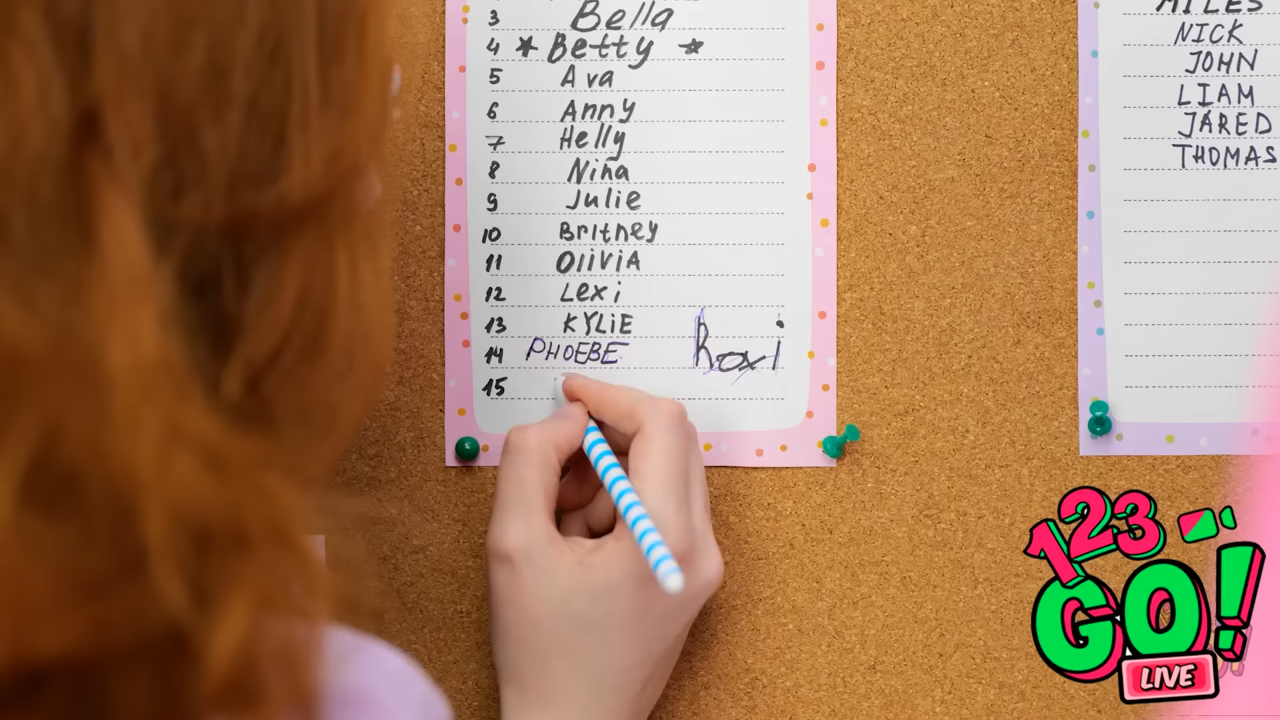 3 Bella
4 * Betty *
5 Ava
6 Anny
7 Helly
8 Nina
9 Julie
10 Britney
11 OLIVIA
12 Lexi
13 KYLIE
14 PHOEBE Roxi
15
MILES
NICK
JOHN
LIAM
JARED
THOMAS
123
GO!
LIVE